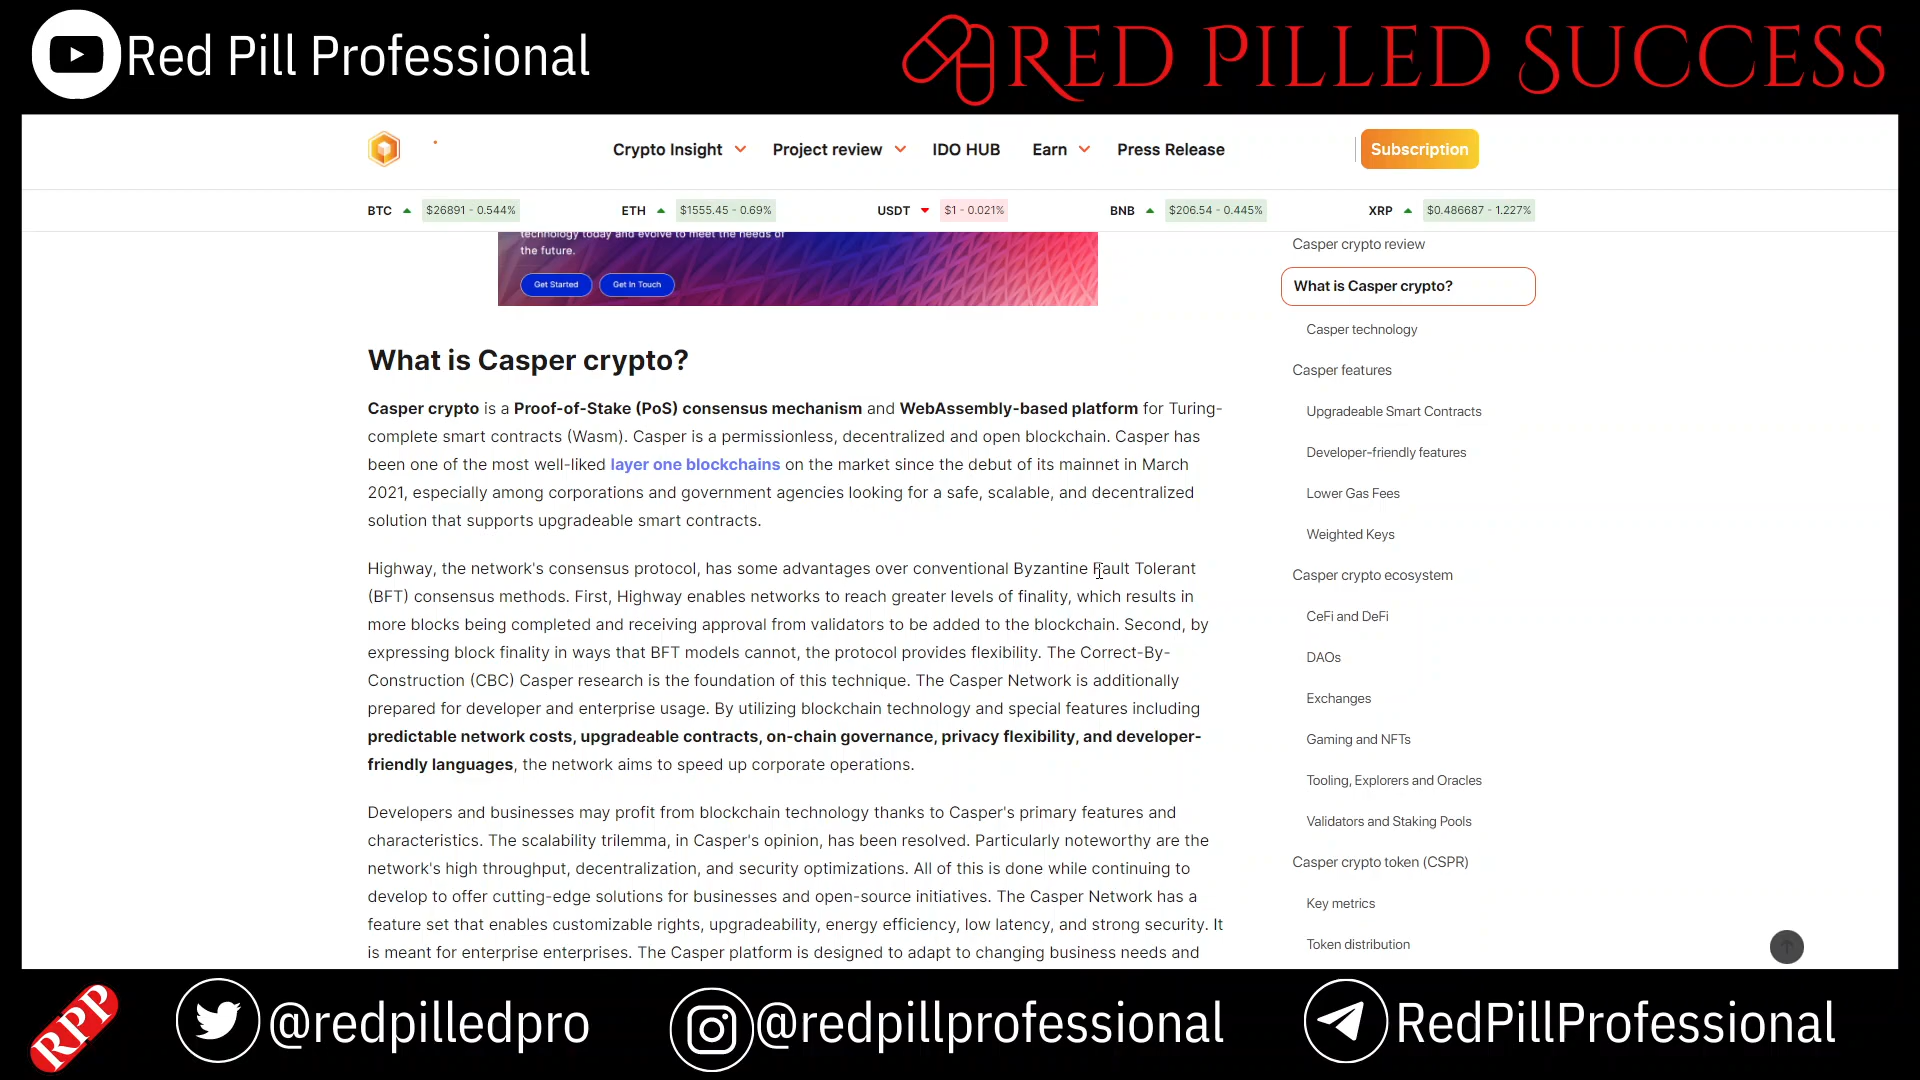 Red Pill Professional
RED PILLED SUCCESS
Crypto Insight Project review IDO HUB Earn Press Release Subscription
BTC $26891 - 0.544% ETH $1555.45 - 0.69% USDT $1 - 0.021% BNB $206.54 - 0.445% XRP $0.486687 - 1.227%
technology today and evolve to meet the needs of
the future.
Get Started Get In Touch
What is Casper crypto?
Casper crypto is a Proof-of-Stake (PoS) consensus mechanism and WebAssembly-based platform for Turing-
complete smart contracts (Wasm). Casper is a permissionless, decentralized and open blockchain. Casper has
been one of the most well-liked layer one blockchains on the market since the debut of its mainnet in March
2021, especially among corporations and government agencies looking for a safe, scalable, and decentralized
solution that supports upgradeable smart contracts.
Highway, the network's consensus protocol, has some advantages over conventional Byzantine Fault Tolerant
(BFT) consensus methods. First, Highway enables networks to reach greater levels of finality, which results in
more blocks being completed and receiving approval from validators to be added to the blockchain. Second, by
expressing block finality in ways that BFT models cannot, the protocol provides flexibility. The Correct-By-
Construction (CBC) Casper research is the foundation of this technique. The Casper Network is additionally
prepared for developer and enterprise usage. By utilizing blockchain technology and special features including
predictable network costs, upgradeable contracts, on-chain governance, privacy flexibility, and developer-
friendly languages, the network aims to speed up corporate operations.
Developers and businesses may profit from blockchain technology thanks to Casper's primary features and
characteristics. The scalability trilemma, in Casper's opinion, has been resolved. Particularly noteworthy are the
network's high throughput, decentralization, and security optimizations. All of this is done while continuing to
develop to offer cutting-edge solutions for businesses and open-source initiatives. The Casper Network has a
feature set that enables customizable rights, upgradeability, energy efficiency, low latency, and strong security. It
is meant for enterprise enterprises. The Casper platform is designed to adapt to changing business needs and
Casper crypto review
What is Casper crypto?
Casper technology
Casper features
Upgradeable Smart Contracts
Developer-friendly features
Lower Gas Fees
Weighted Keys
Casper crypto ecosystem
CeFi and DeFi
DAOs
Exchanges
Gaming and NFTs
Tooling, Explorers and Oracles
Validators and Staking Pools
Casper crypto token (CSPR)
Key metrics
Token distribution
RPP
@redpilledpro
@redpillprofessional
RedPillProfessional